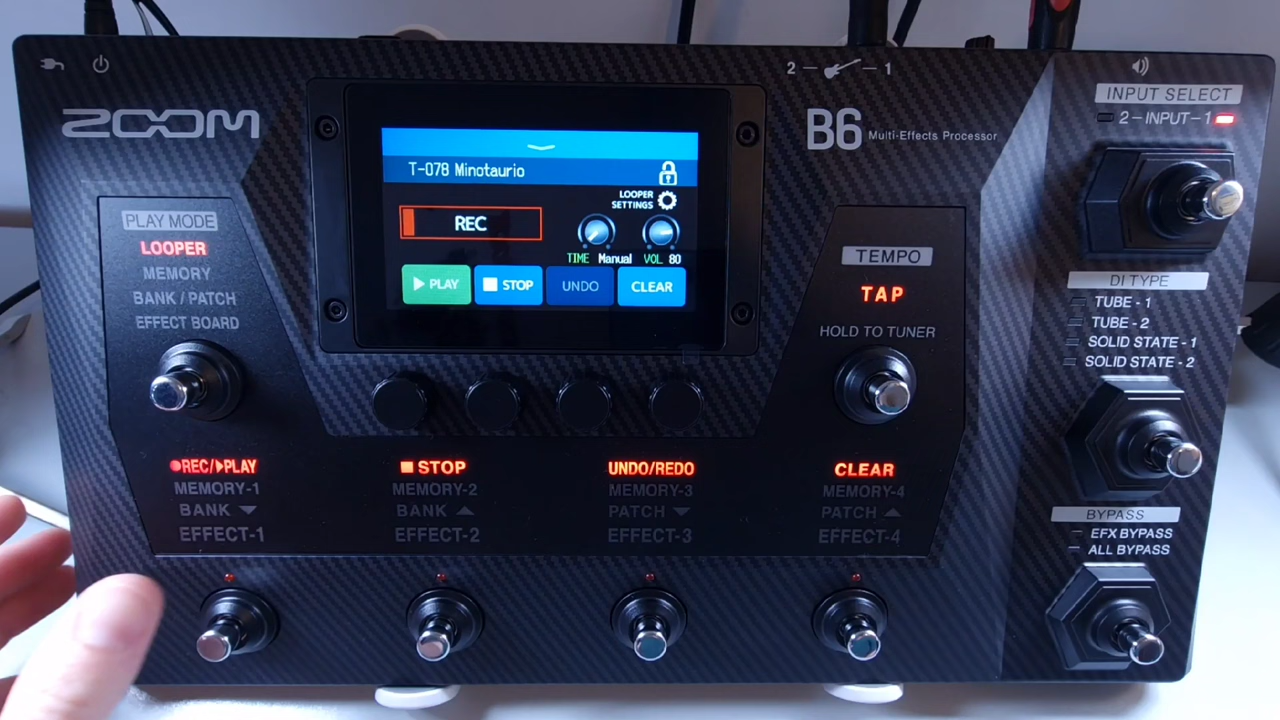 ZOOM
B6 Multi-Effects Processor
2 1
T-078 Minotaurio
LOOPER
SETTINGS
REC
TIME Manual VOL 80
PLAY STOP UNDO CLEAR
PLAY MODE
LOOPER
MEMORY
BANK / PATCH
EFFECT BOARD
TEMPO
TAP
HOLD TO TUNER
REC/PLAY
MEMORY-1
BANK
EFFECT-1
STOP
MEMORY-2
BANK
EFFECT-2
UNDO/REDO
MEMORY-3
PATCH
EFFECT-3
CLEAR
MEMORY-4
PATCH
EFFECT-4
INPUT SELECT
2 – INPUT – 1
DI TYPE
TUBE - 1
TUBE - 2
SOLID STATE - 1
SOLID STATE - 2
BYPASS
EFX BYPASS
ALL BYPASS